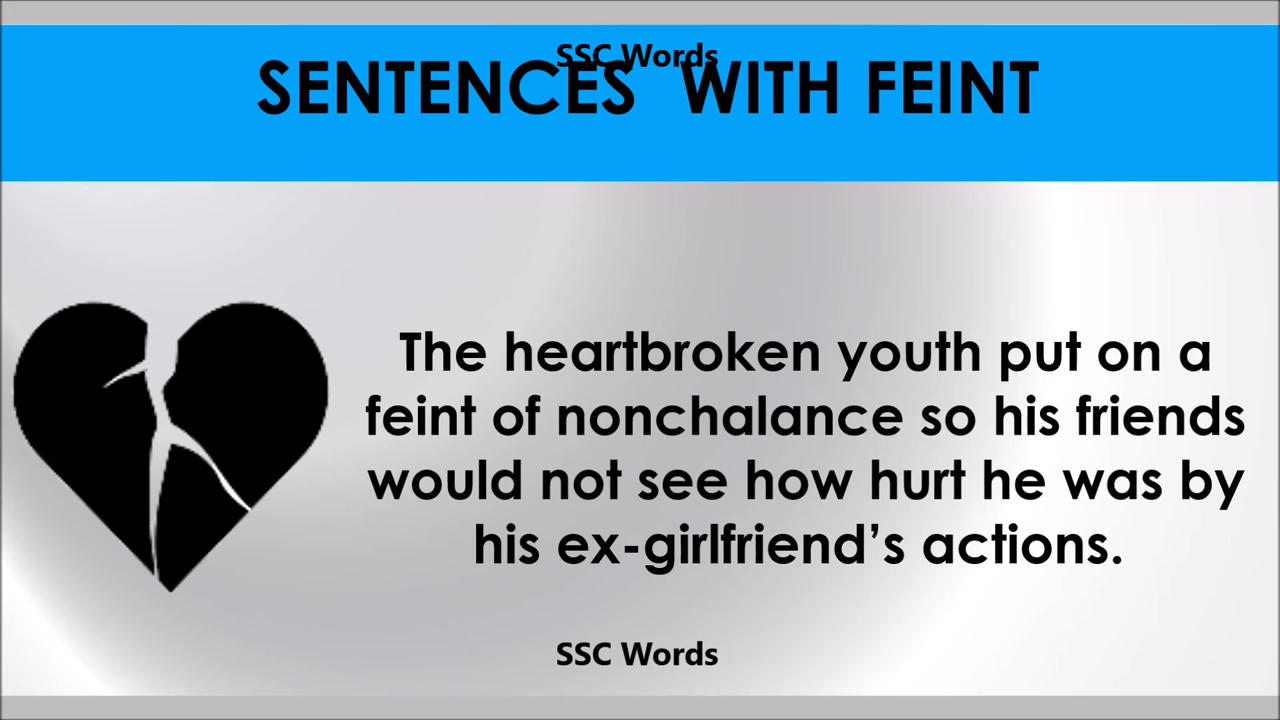 SSC Words
SENTENCES WITH FEINT
The heartbroken youth put on a
feint of nonchalance so his friends
would not see how hurt he was by
his ex-girlfriend’s actions.
SSC Words